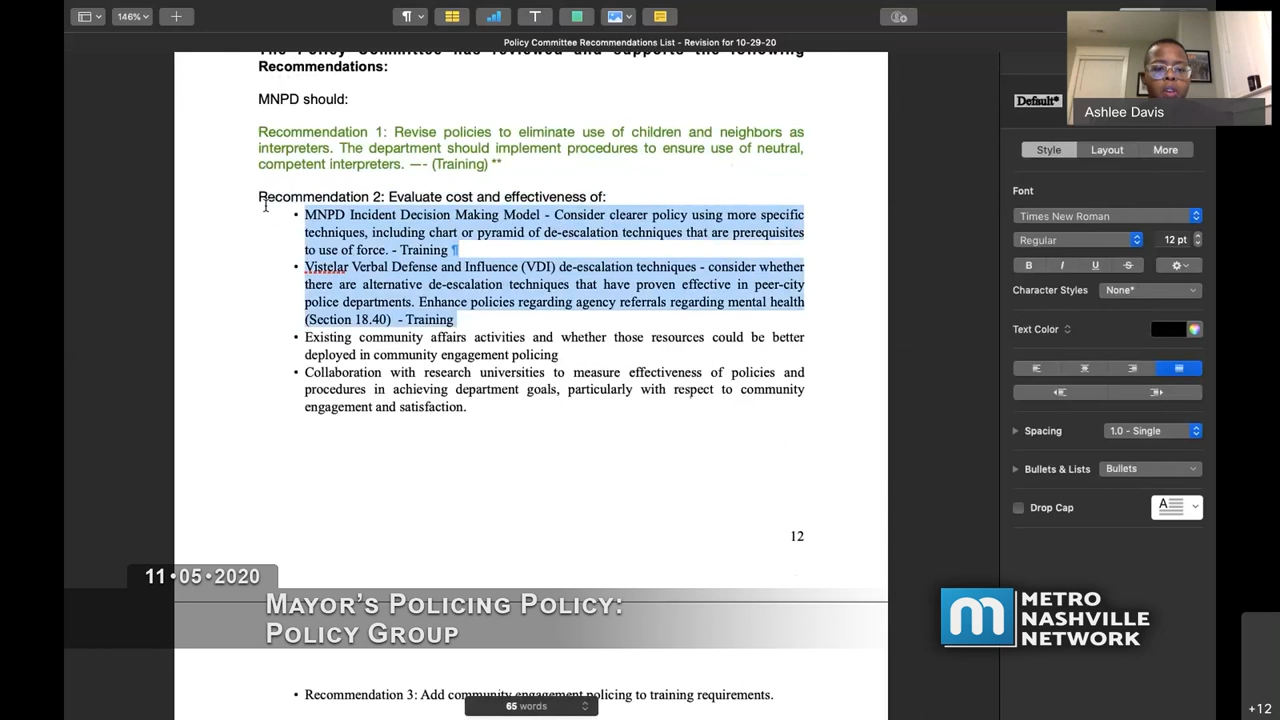 146%
Policy Committee Recommendations List - Revision for 10-29-20
The Policy Committee has reviewed and supports the following
Recommendations:
MNPD should:
Recommendation 1: Revise policies to eliminate use of children and neighbors as
interpreters. The department should implement procedures to ensure use of neutral,
competent interpreters. —- (Training) **
Recommendation 2: Evaluate cost and effectiveness of:
• MNPD Incident Decision Making Model - Consider clearer policy using more specific
techniques, including chart or pyramid of de-escalation techniques that are prerequisites
to use of force. - Training ¶
• Vistelar Verbal Defense and Influence (VDI) de-escalation techniques - consider whether
there are alternative de-escalation techniques that have proven effective in peer-city
police departments. Enhance policies regarding agency referrals regarding mental health
(Section 18.40) - Training
• Existing community affairs activities and whether those resources could be better
deployed in community engagement policing
• Collaboration with research universities to measure effectiveness of policies and
procedures in achieving department goals, particularly with respect to community
engagement and satisfaction.
12
• Recommendation 3: Add community engagement policing to training requirements.
65 words
Ashlee Davis
Default*
Style Layout More
Font
Times New Roman
Regular 12 pt
B I U S
Character Styles None*
Text Color
Spacing 1.0 - Single
Bullets & Lists Bullets
Drop Cap A
11•05•2020
MAYOR'S POLICING POLICY:
POLICY GROUP
m METRO
NASHVILLE
NETWORK
+12